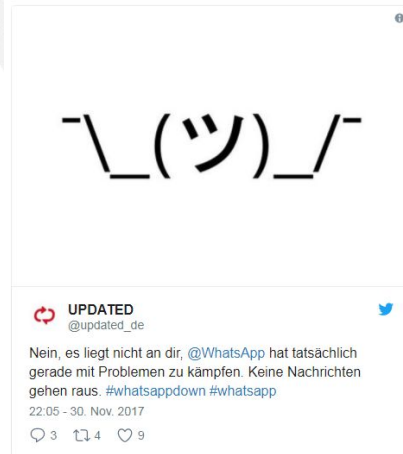 ¯\_(ツ)_/¯
UPDATED
@updated_de
Nein, es liegt nicht an dir, @WhatsApp hat tatsächlich
gerade mit Problemen zu kämpfen. Keine Nachrichten
gehen raus. #whatsappdown #whatsapp
22:05 - 30. Nov. 2017
3 4 9